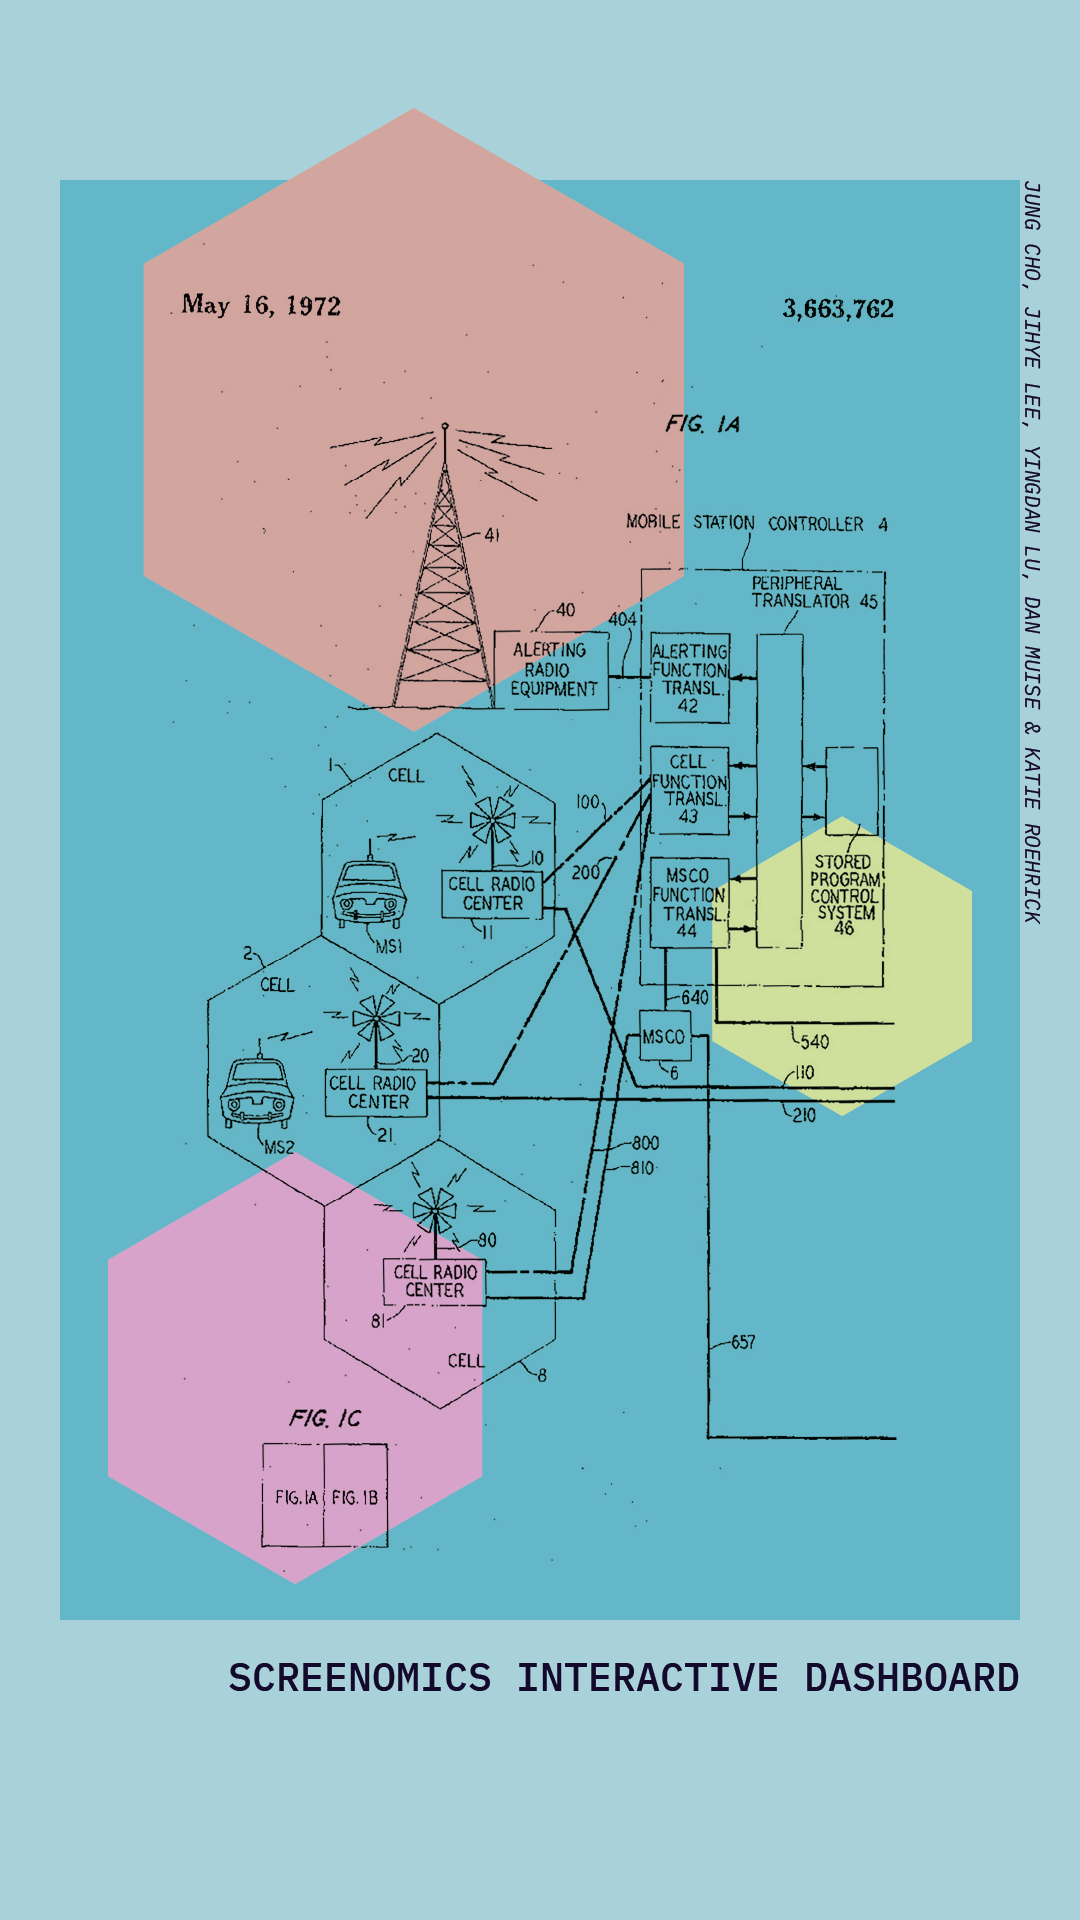 May 16, 1972
3,663,762
FIG. 1A
41
MOBILE STATION CONTROLLER 4
PERIPHERAL
TRANSLATOR 45
40
404
ALERTING
RADIO
EQUIPMENT
ALERTING
FUNCTION
TRANSL.
42
1
CELL
CELL
FUNCTION
TRANSL.
43
100
200
10
CELL RADIO
CENTER
11
MS1
MSCO
FUNCTION
TRANSL.
44
STORED
PROGRAM
CONTROL
SYSTEM
46
2
CELL
20
CELL RADIO
CENTER
21
MS2
640
MSCO
6
540
110
210
800
810
80
CELL RADIO
CENTER
81
CELL
8
657
FIG. 1C
FIG. 1A
FIG. 1B
JUNG CHO, JIHYE LEE, YINGDAN LU, DAN MUISE & KATIE ROEHRICK
SCREENOMICS INTERACTIVE DASHBOARD